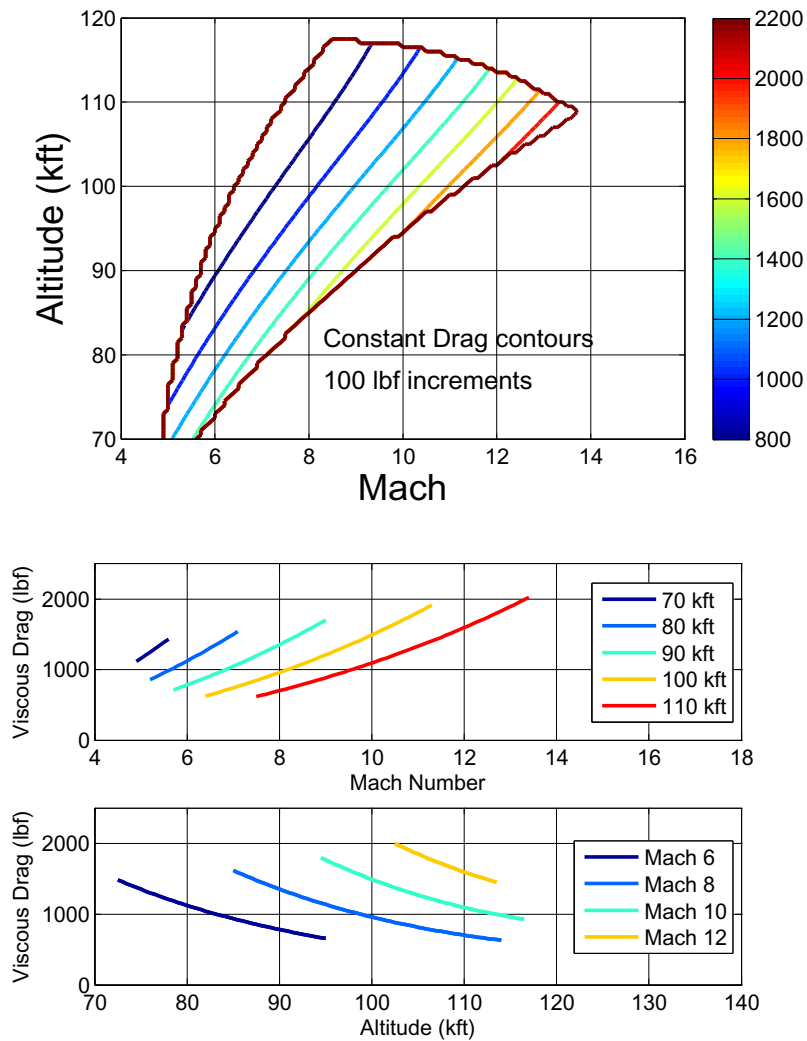 120
110
100
90
80
70
Altitude (kft)
4
6
8
10
12
14
16
Mach
Constant Drag contours
100 lbf increments
2200
2000
1800
1600
1400
1200
1000
800
Viscous Drag (lbf)
2000
1000
0
4
6
8
10
12
14
16
18
Mach Number
70 kft
80 kft
90 kft
100 kft
110 kft
Viscous Drag (lbf)
2000
1000
0
70
80
90
100
110
120
130
140
Altitude (kft)
Mach 6
Mach 8
Mach 10
Mach 12